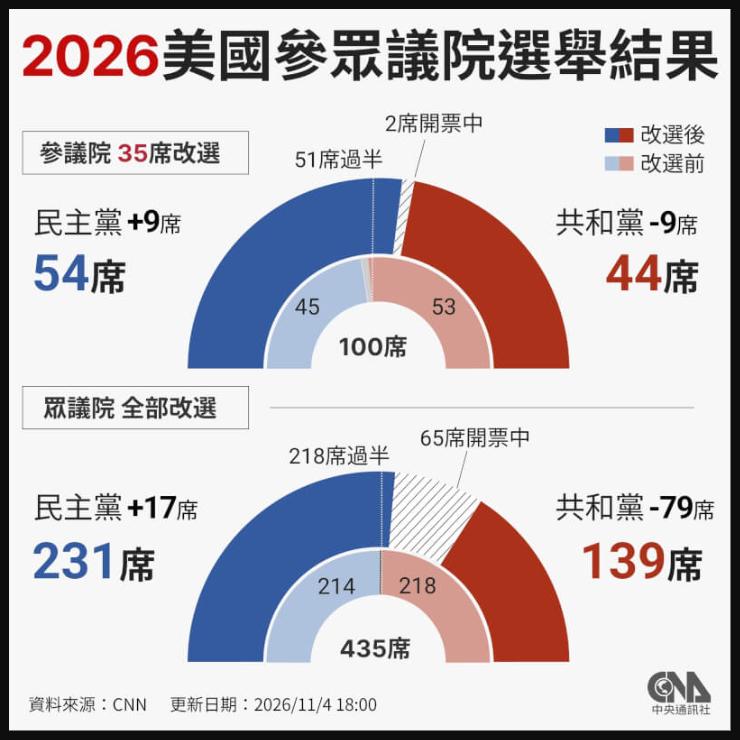 2026美國參眾議院選舉結果
參議院 35席改選
2席開票中
51席過半
改選後
改選前
民主黨 +9席
54席
共和黨 -9席
44席
45
53
100席
眾議院 全部改選
65席開票中
218席過半
民主黨 +17席
231席
共和黨 -79席
139席
214
218
435席
資料來源：CNN 更新日期：2026/11/4 18:00
CNA
中央通訊社